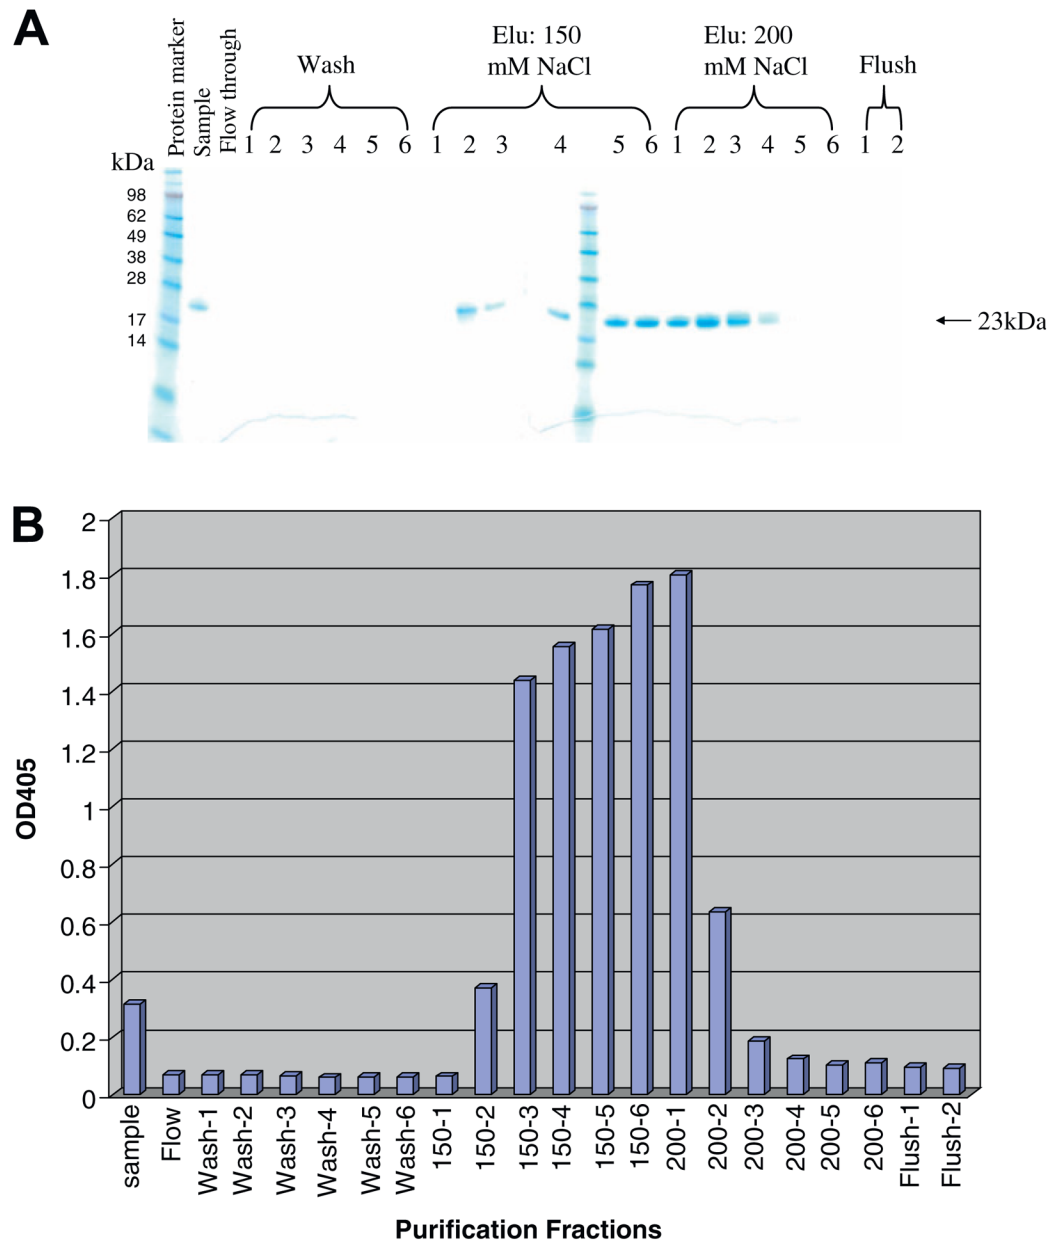 A
Protein marker
Sample
Flow through
Wash
Elu: 150
mM NaCl
Elu: 200
mM NaCl
Flush
1 2 3 4 5 6 1 2 3 4 5 6 1 2 3 4 5 6 1 2
kDa
98
62
49
38
28
17
14
23kDa
B
2
1.8
1.6
1.4
1.2
1
0.8
0.6
0.4
0.2
0
OD405
sample
Flow
Wash-1
Wash-2
Wash-3
Wash-4
Wash-5
Wash-6
150-1
150-2
150-3
150-4
150-5
150-6
200-1
200-2
200-3
200-4
200-5
200-6
Flush-1
Flush-2
Purification Fractions